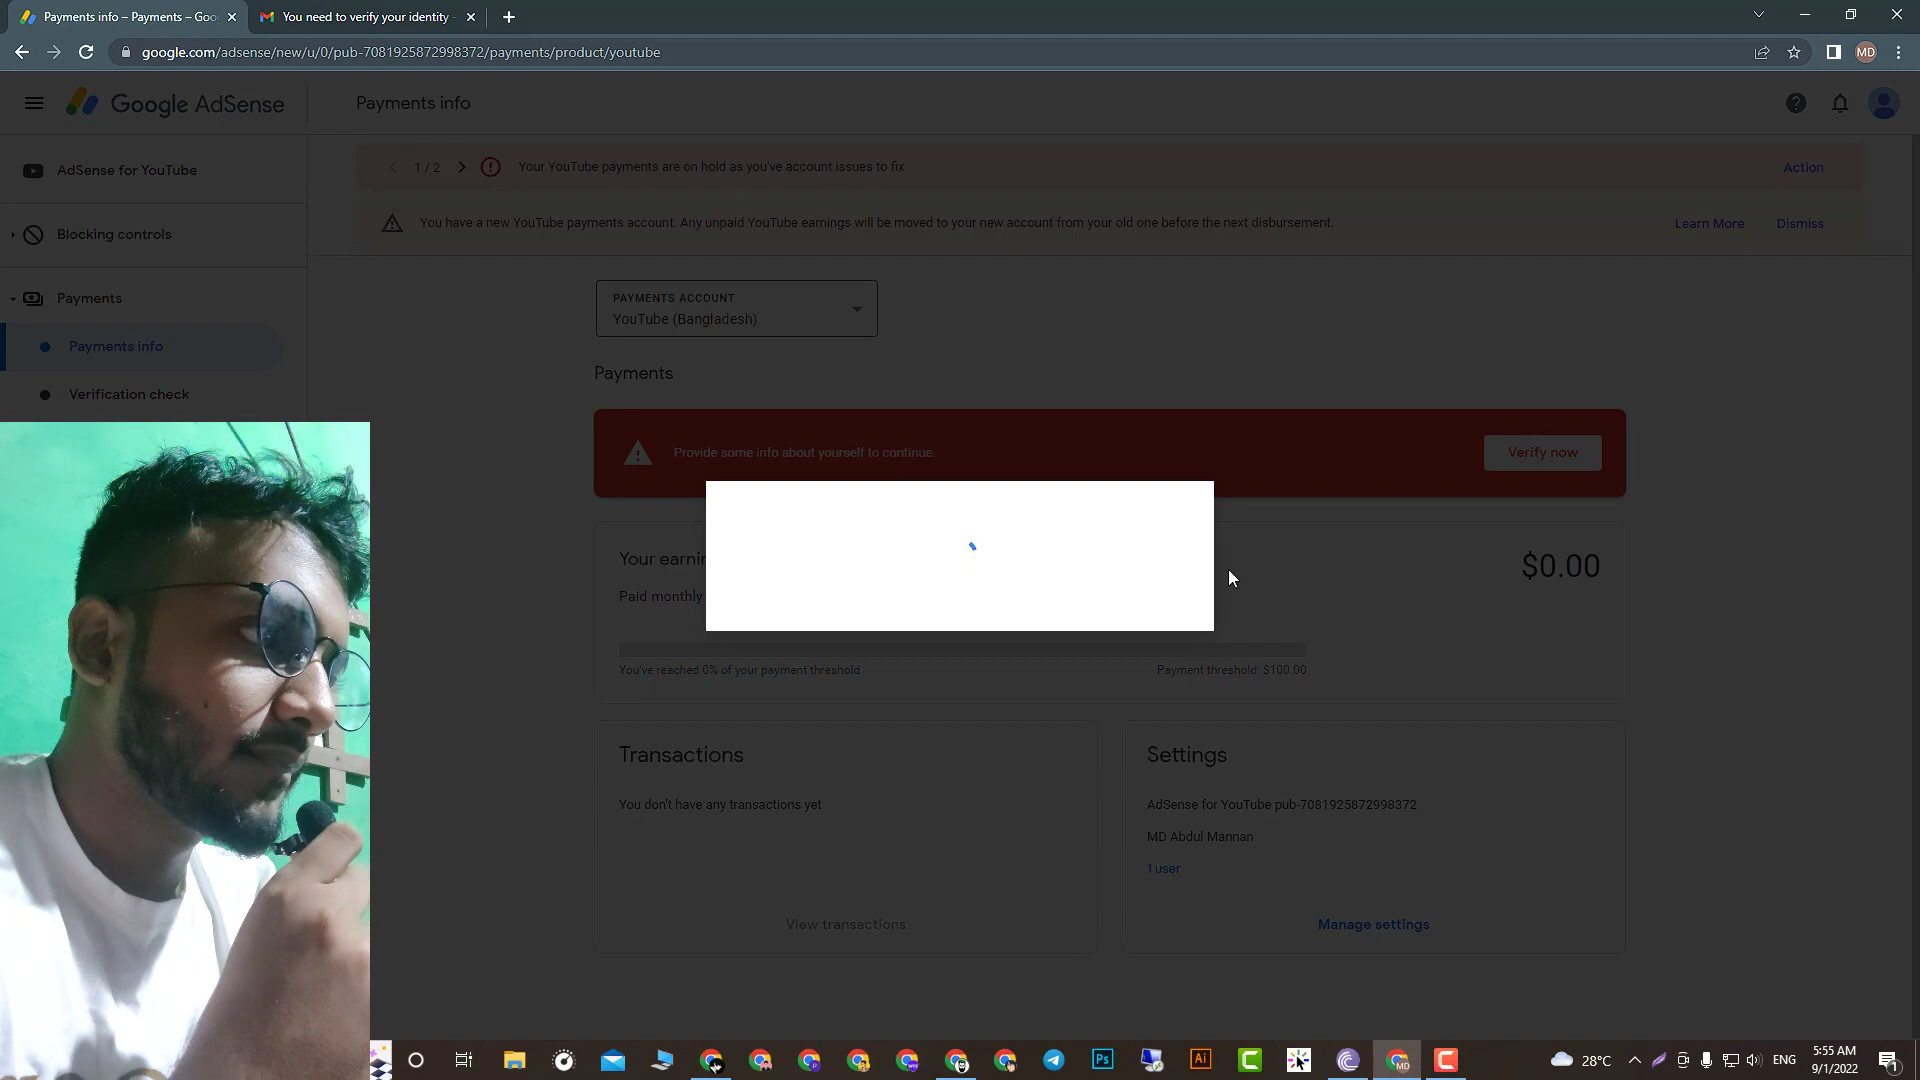 Payments info – Payments – Goo
You need to verify your identity -
google.com/adsense/new/u/0/pub-7081925872998372/payments/product/youtube
MD
Google AdSense
Payments info
AdSense for YouTube
Blocking controls
Payments
Payments info
Verification check
1 / 2
Your YouTube payments are on hold as you've account issues to fix
Action
You have a new YouTube payments account. Any unpaid YouTube earnings will be moved to your new account from your old one before the next disbursement.
Learn More
Dismiss
PAYMENTS ACCOUNT
YouTube (Bangladesh)
Payments
Provide some info about yourself to continue.
Verify now
Your earnin
$0.00
Paid monthly
You've reached 0% of your payment threshold
Payment threshold: $100.00
Transactions
You don't have any transactions yet
View transactions
Settings
AdSense for YouTube pub-7081925872998372
MD Abdul Mannan
1 user
Manage settings
Ps
Ai
MD
28°C
ENG
5:55 AM
9/1/2022
1